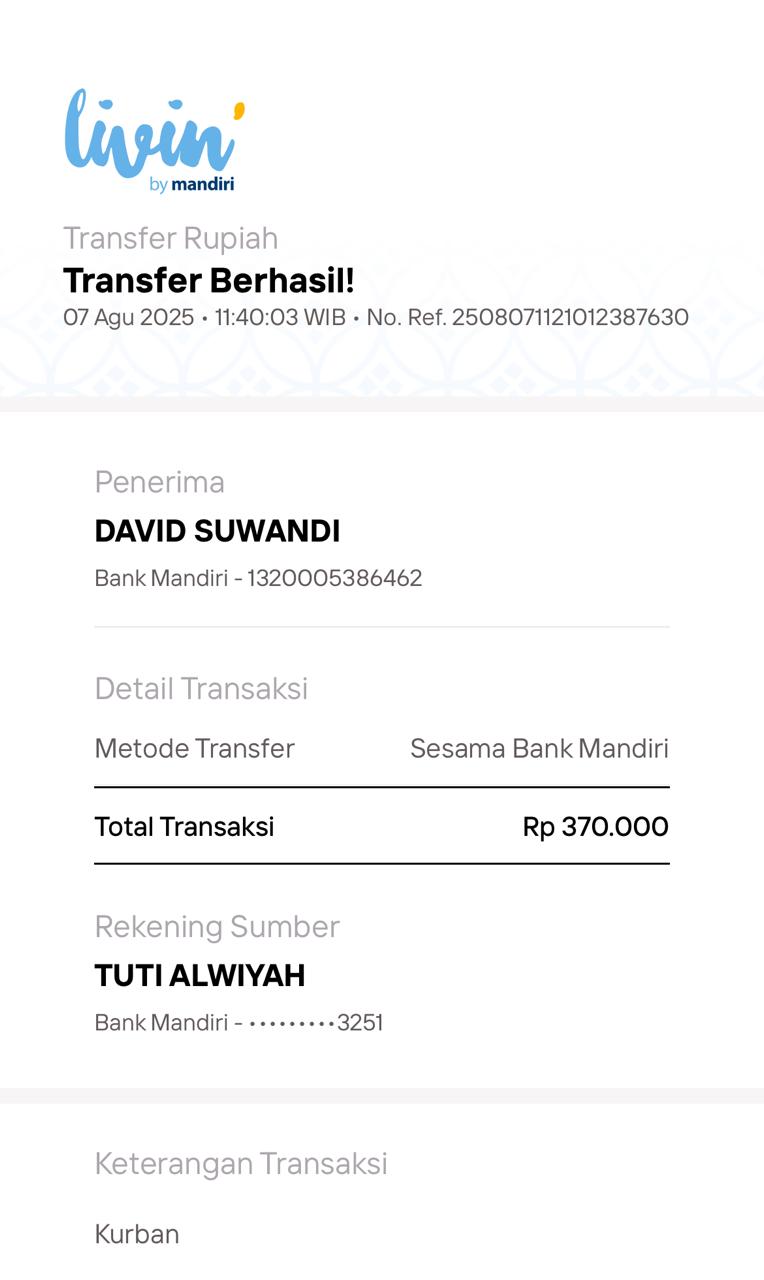 livin'
by mandiri
Transfer Rupiah
Transfer Berhasil!
07 Agu 2025 • 11:40:03 WIB • No. Ref. 2508071121012387630
Penerima
DAVID SUWANDI
Bank Mandiri - 1320005386462
Detail Transaksi
Metode Transfer Sesama Bank Mandiri
Total Transaksi Rp 370.000
Rekening Sumber
TUTI ALWIYAH
Bank Mandiri - •••••••••3251
Keterangan Transaksi
Kurban